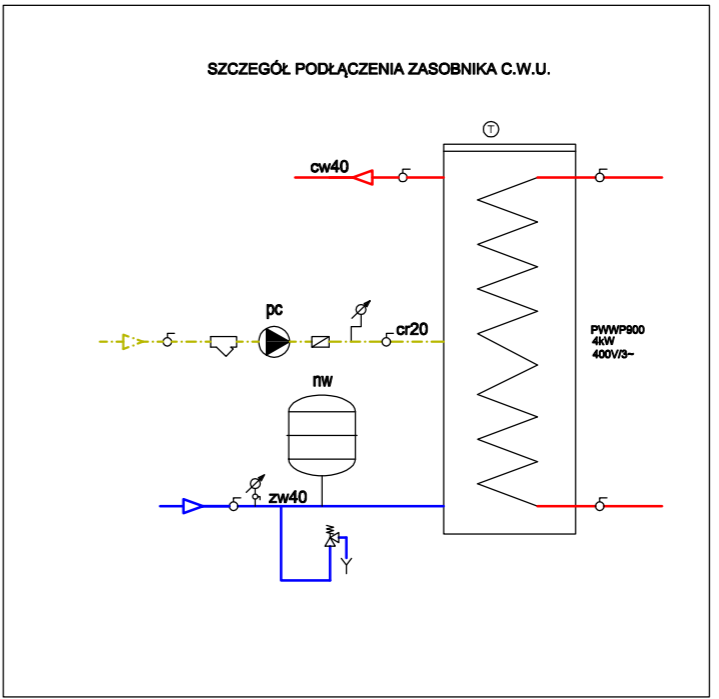 SZCZEGÓŁ PODŁĄCZENIA ZASOBNIKA C.W.U.
T
cw40
pc
cr20
PWWP900
4kW
400V/3~
nw
zw40